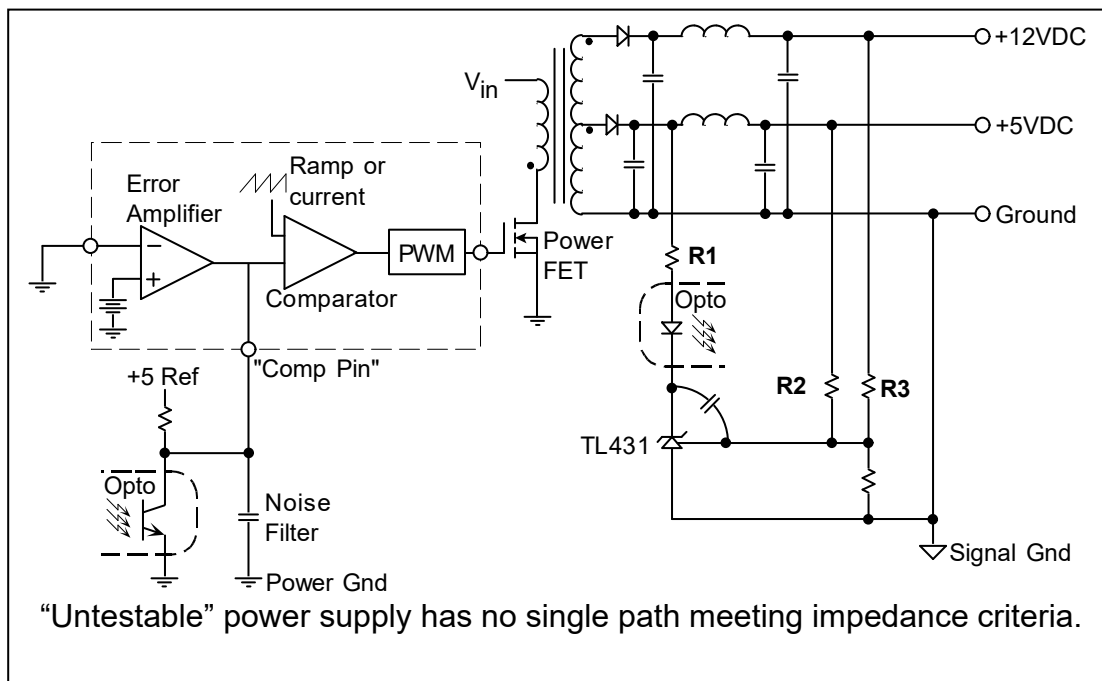 +12VDC
Vin
+5VDC
Error
Amplifier
Ramp or
current
−
+
PWM
Comparator
Power
FET
Ground
R1
Opto
"Comp Pin"
+5 Ref
R2
R3
TL431
Opto
Noise
Filter
Power Gnd
Signal Gnd
“Untestable” power supply has no single path meeting impedance criteria.